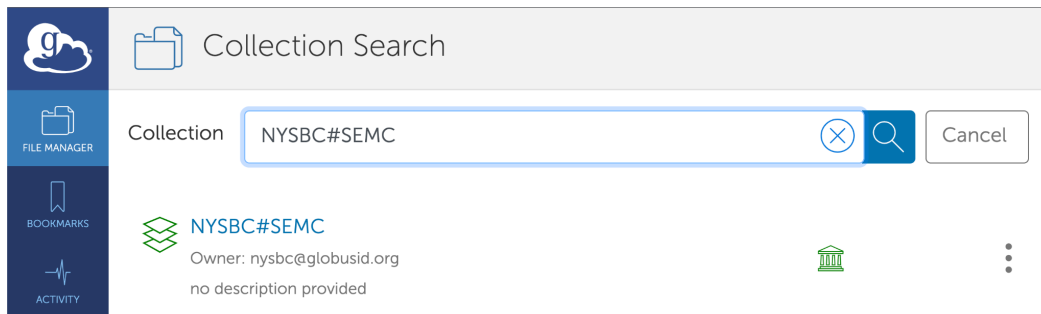 g
Collection Search
FILE MANAGER
Collection
NYSBC#SEMC
Cancel
BOOKMARKS
NYSBC#SEMC
Owner: nysbc@globusid.org
no description provided
ACTIVITY